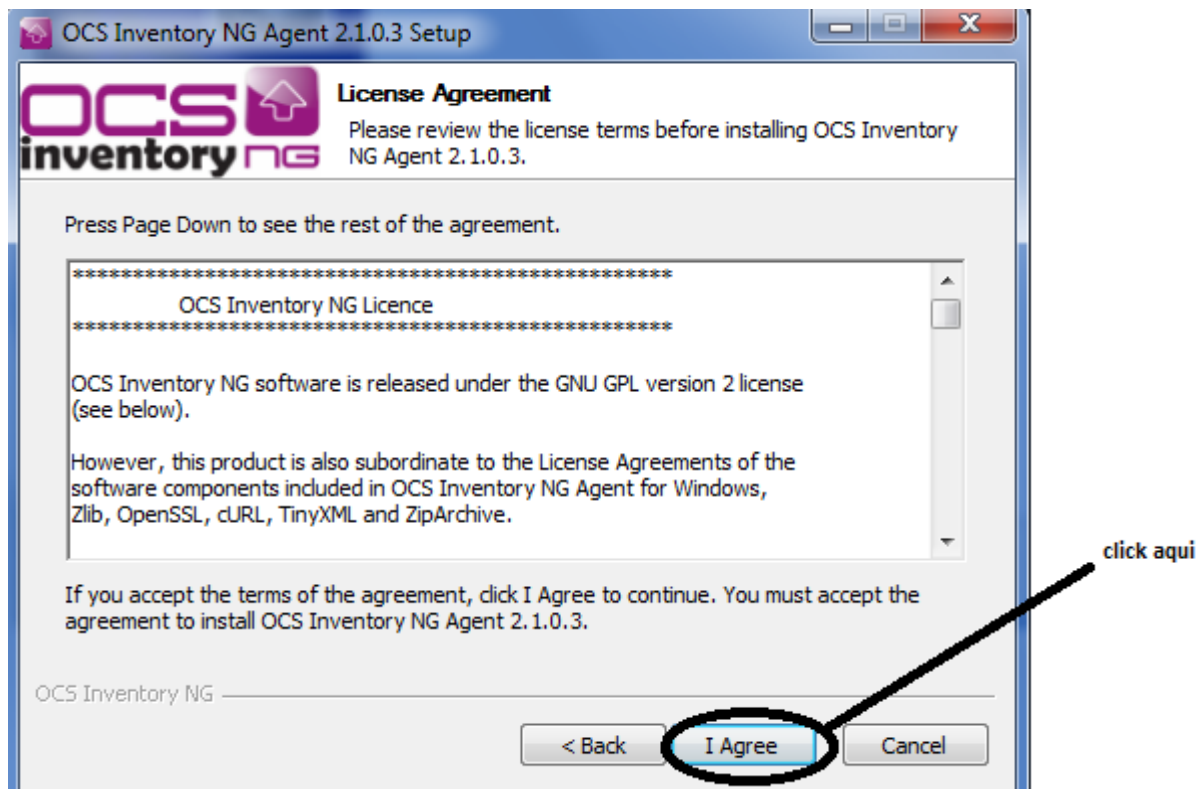 OCS Inventory NG Agent 2.1.0.3 Setup
OCS
inventory NG
License Agreement
Please review the license terms before installing OCS Inventory
NG Agent 2.1.0.3.
Press Page Down to see the rest of the agreement.
**************************************************
OCS Inventory NG Licence
**************************************************
OCS Inventory NG software is released under the GNU GPL version 2 license
(see below).
However, this product is also subordinate to the License Agreements of the
software components included in OCS Inventory NG Agent for Windows,
Zlib, OpenSSL, cURL, TinyXML and ZipArchive.
click aqui
If you accept the terms of the agreement, click I Agree to continue. You must accept the
agreement to install OCS Inventory NG Agent 2.1.0.3.
OCS Inventory NG
< Back I Agree Cancel